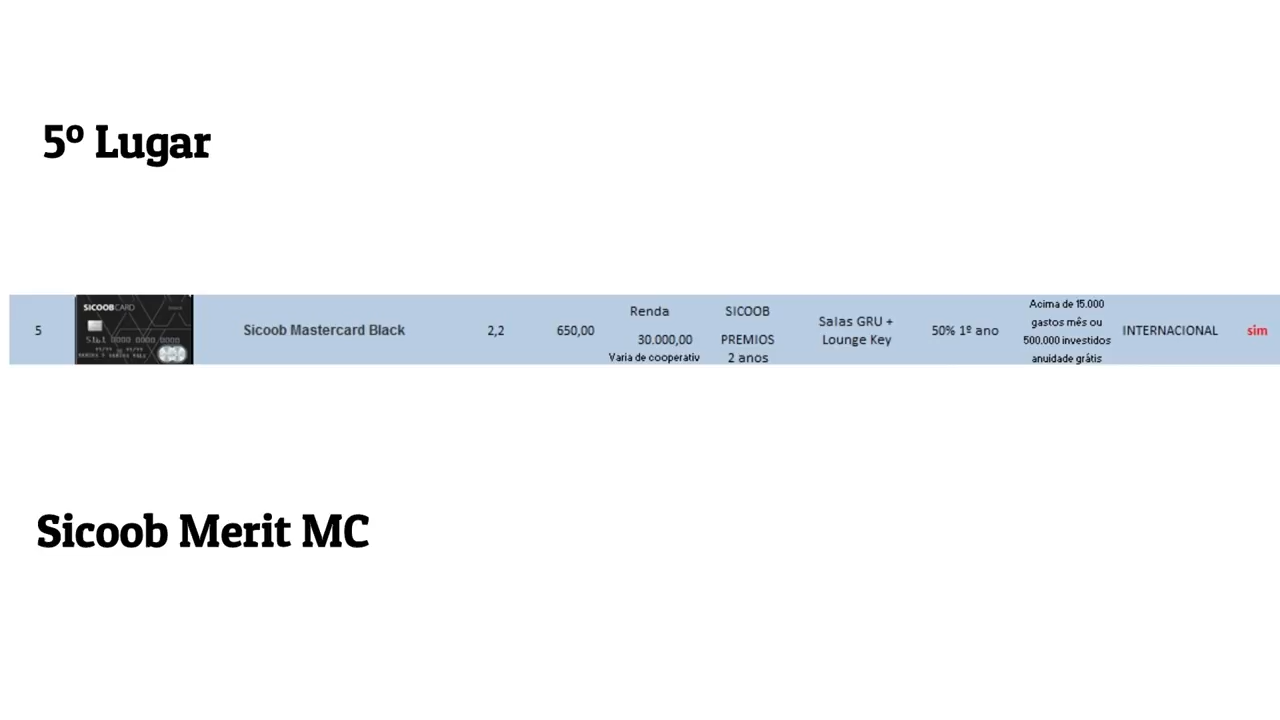 5º Lugar
5
SICOOBCARD
Sicoob Mastercard Black
2,2
650,00
Renda
30.000,00
Varia de cooperativ
SICOOB
PREMIOS
2 anos
Salas GRU +
Lounge Key
50% 1º ano
Acima de 15.000
gastos mês ou
500.000 investidos
anuidade grátis
INTERNACIONAL
sim
Sicoob Merit MC